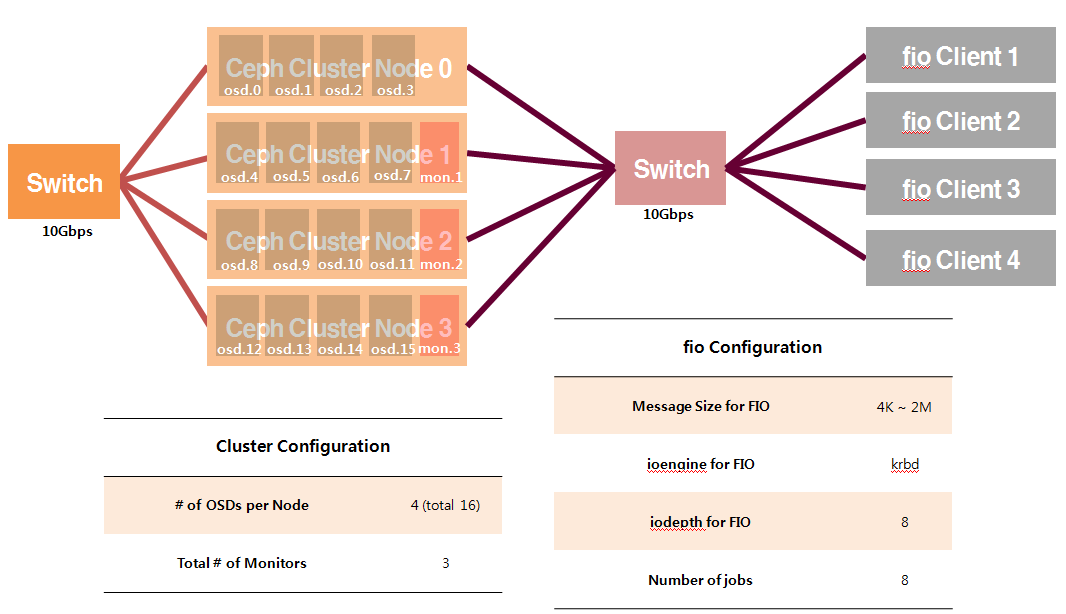 Switch
10Gbps
Ceph Cluster Node 0
osd.0 osd.1 osd.2 osd.3
Ceph Cluster Node 1
osd.4 osd.5 osd.6 osd.7 mon.1
Ceph Cluster Node 2
osd.8 osd.9 osd.10 osd.11 mon.2
Ceph Cluster Node 3
osd.12 osd.13 osd.14 osd.15 mon.3
Switch
10Gbps
fio Client 1
fio Client 2
fio Client 3
fio Client 4
Cluster Configuration
# of OSDs per Node 4 (total 16)
Total # of Monitors 3
fio Configuration
Message Size for FIO 4K ~ 2M
ioengine for FIO krbd
iodepth for FIO 8
Number of jobs 8